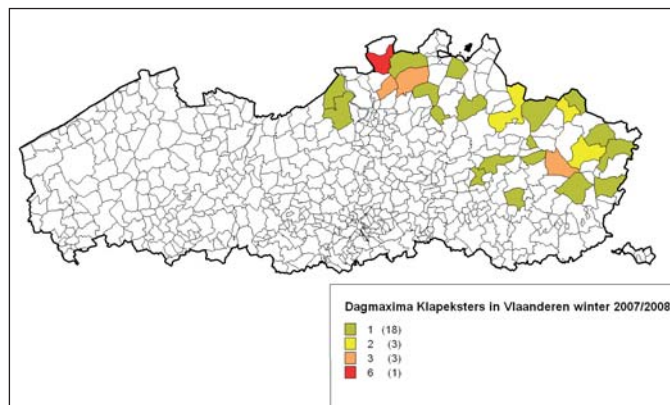 Dagmaxima Klapeksters in Vlaanderen winter 2007/2008
1 (18)
2 (3)
3 (3)
6 (1)